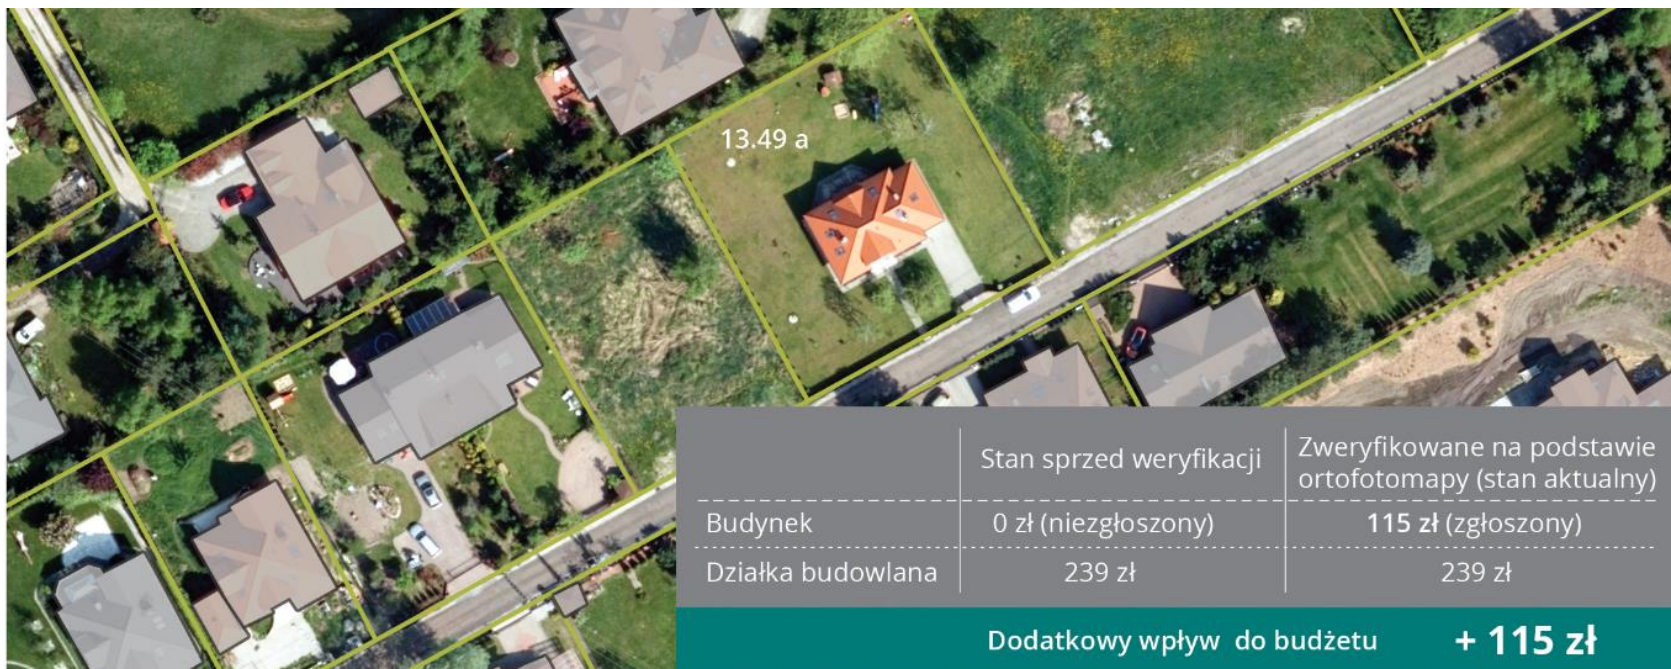 13.49 a
Stan sprzed weryfikacji
Zweryfikowane na podstawie
ortofotomapy (stan aktualny)
Budynek 0 zł (niezgłoszony) 115 zł (zgłoszony)
Działka budowlana 239 zł 239 zł
Dodatkowy wpływ do budżetu + 115 zł